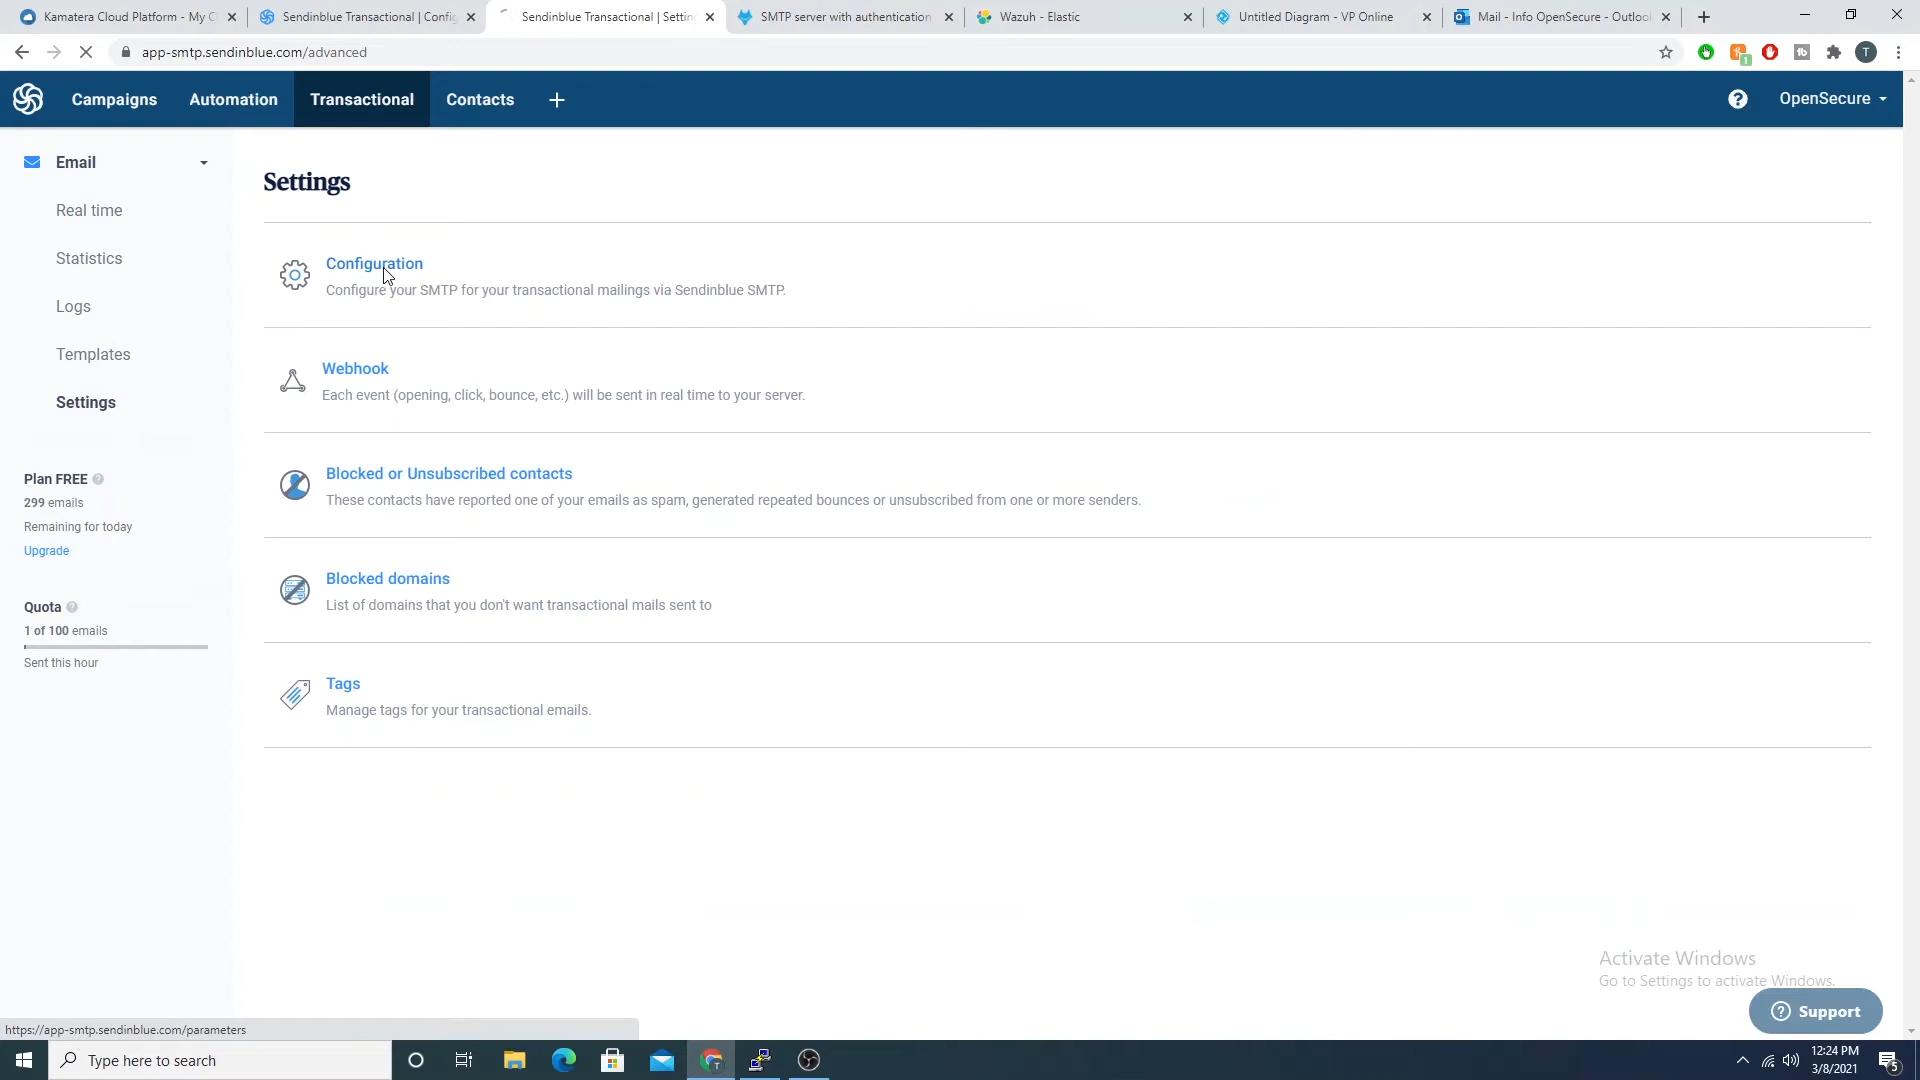 Kamatera Cloud Platform - My C
Sendinblue Transactional | Config
Sendinblue Transactional | Settin
SMTP server with authentication
Wazuh - Elastic
Untitled Diagram - VP Online
Mail - Info OpenSecure - Outloo
app-smtp.sendinblue.com/advanced
1
T
Campaigns
Automation
Transactional
Contacts
OpenSecure
Email
Real time
Statistics
Logs
Templates
Settings
Plan FREE
299 emails
Remaining for today
Upgrade
Quota
1 of 100 emails
Sent this hour
Settings
Configuration
Configure your SMTP for your transactional mailings via Sendinblue SMTP.
Webhook
Each event (opening, click, bounce, etc.) will be sent in real time to your server.
Blocked or Unsubscribed contacts
These contacts have reported one of your emails as spam, generated repeated bounces or unsubscribed from one or more senders.
Blocked domains
List of domains that you don't want transactional mails sent to
Tags
Manage tags for your transactional emails.
Activate Windows
Go to Settings to activate Windows.
Support
https://app-smtp.sendinblue.com/parameters
Type here to search
12:24 PM
3/8/2021
5